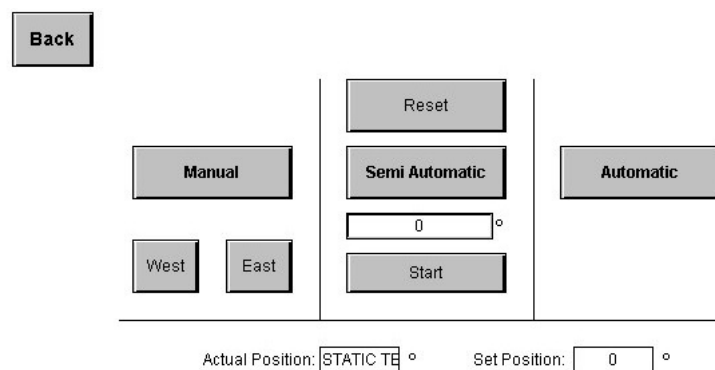 Back
Reset
Manual
Semi Automatic
Automatic
0 °
West
East
Start
Actual Position: STATIC TE °
Set Position: 0 °